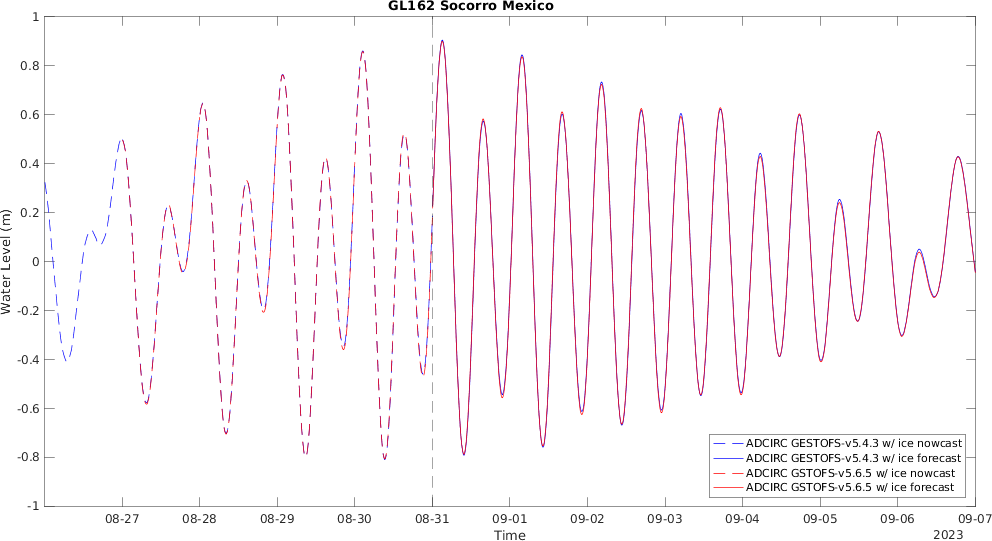 GL162 Socorro Mexico
1
0.8
0.6
0.4
0.2
0
-0.2
-0.4
-0.6
-0.8
-1
Water Level (m)
ADCIRC GESTOFS-v5.4.3 w/ ice nowcast
ADCIRC GESTOFS-v5.4.3 w/ ice forecast
ADCIRC GSTOFS-v5.6.5 w/ ice nowcast
ADCIRC GSTOFS-v5.6.5 w/ ice forecast
08-27 08-28 08-29 08-30 08-31 09-01 09-02 09-03 09-04 09-05 09-06 09-07
Time
2023